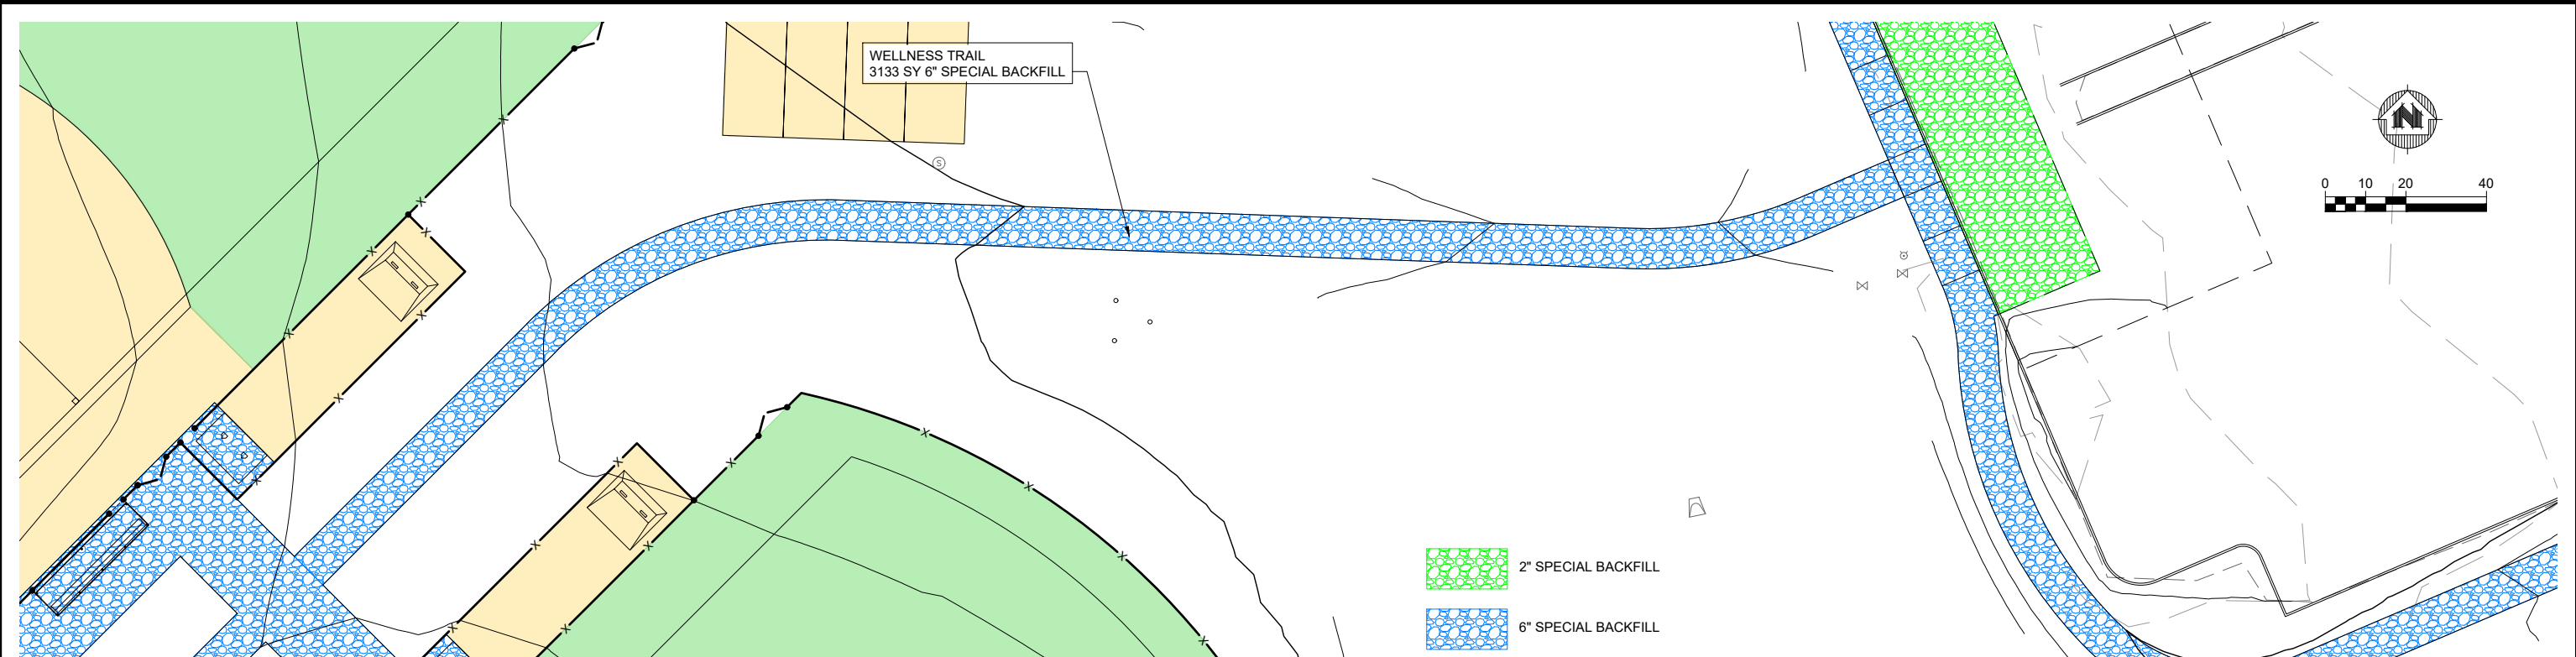 WELLNESS TRAIL
3133 SY 6" SPECIAL BACKFILL
S
N
0 10 20 40
2" SPECIAL BACKFILL
6" SPECIAL BACKFILL